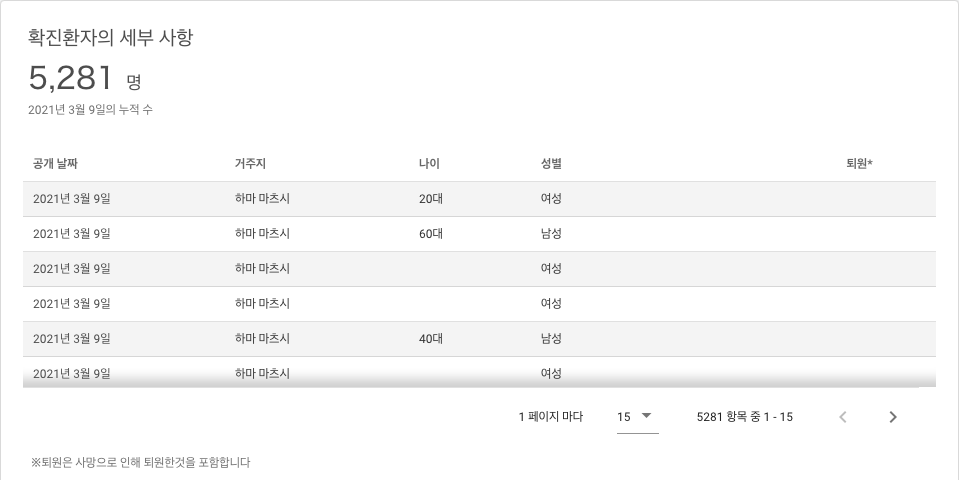 확진환자의 세부 사항
5,281 명
2021년 3월 9일의 누적 수
공개 날짜 거주지 나이 성별 퇴원*
2021년 3월 9일 하마 마츠시 20대 여성
2021년 3월 9일 하마 마츠시 60대 남성
2021년 3월 9일 하마 마츠시 여성
2021년 3월 9일 하마 마츠시 여성
2021년 3월 9일 하마 마츠시 40대 남성
2021년 3월 9일 하마 마츠시 여성
1 페이지 마다 15 5281 항목 중 1 - 15
※퇴원은 사망으로 인해 퇴원한것을 포함합니다